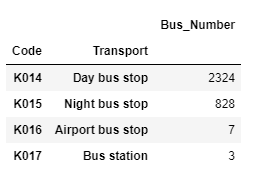 Bus_Number
Code Transport
K014 Day bus stop 2324
K015 Night bus stop 828
K016 Airport bus stop 7
K017 Bus station 3